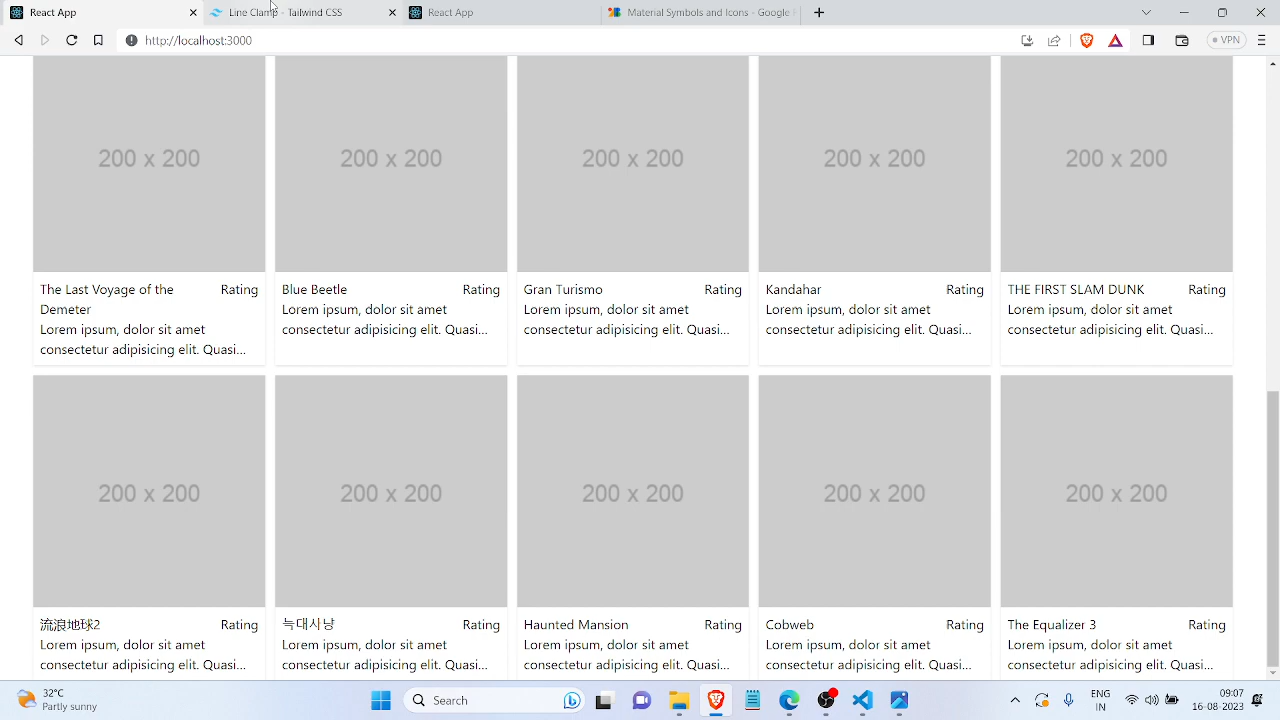 React App
Line Clamp - Tailwind CSS
React App
Material Symbols and Icons - Google F
http://localhost:3000
VPN
200 x 200
200 x 200
200 x 200
200 x 200
200 x 200
The Last Voyage of the Demeter
Rating
Lorem ipsum, dolor sit amet
consectetur adipisicing elit. Quasi...
Blue Beetle
Rating
Lorem ipsum, dolor sit amet
consectetur adipisicing elit. Quasi...
Gran Turismo
Rating
Lorem ipsum, dolor sit amet
consectetur adipisicing elit. Quasi...
Kandahar
Rating
Lorem ipsum, dolor sit amet
consectetur adipisicing elit. Quasi...
THE FIRST SLAM DUNK
Rating
Lorem ipsum, dolor sit amet
consectetur adipisicing elit. Quasi...
200 x 200
200 x 200
200 x 200
200 x 200
200 x 200
流浪地球2
Rating
Lorem ipsum, dolor sit amet
consectetur adipisicing elit. Quasi...
늑대사냥
Rating
Lorem ipsum, dolor sit amet
consectetur adipisicing elit. Quasi...
Haunted Mansion
Rating
Lorem ipsum, dolor sit amet
consectetur adipisicing elit. Quasi...
Cobweb
Rating
Lorem ipsum, dolor sit amet
consectetur adipisicing elit. Quasi...
The Equalizer 3
Rating
Lorem ipsum, dolor sit amet
consectetur adipisicing elit. Quasi...
32°C
artly sunny
Search
ENG
IN
09:07
16-08-2023